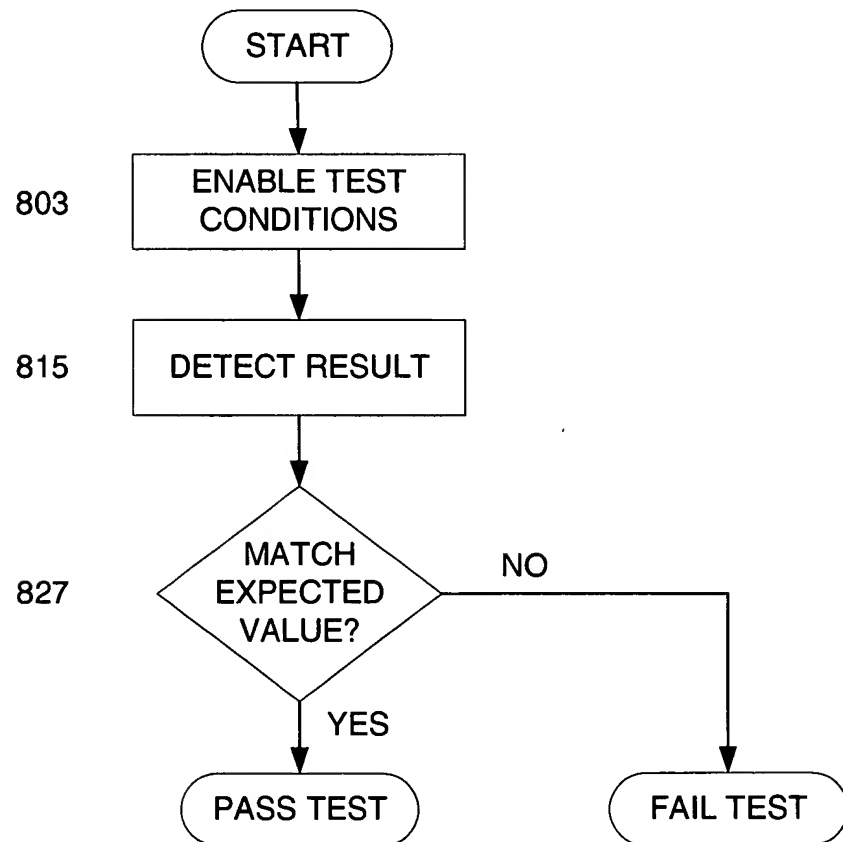 START
803
ENABLE TEST
CONDITIONS
815
DETECT RESULT
827
MATCH
EXPECTED
VALUE?
NO
YES
PASS TEST
FAIL TEST